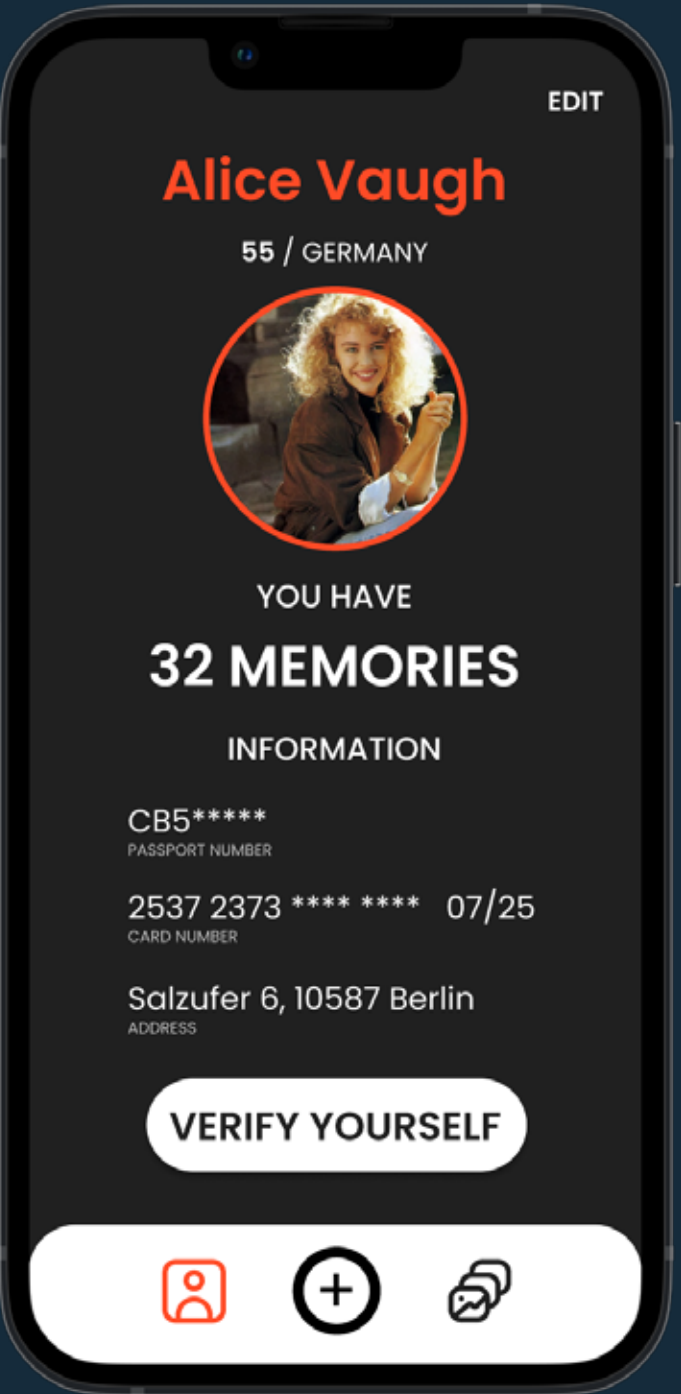 EDIT
Alice Vaugh
55 / GERMANY
YOU HAVE
32 MEMORIES
INFORMATION
CB5*****
PASSPORT NUMBER
2537 2373 **** **** 07/25
CARD NUMBER
Salzufer 6, 10587 Berlin
ADDRESS
VERIFY YOURSELF